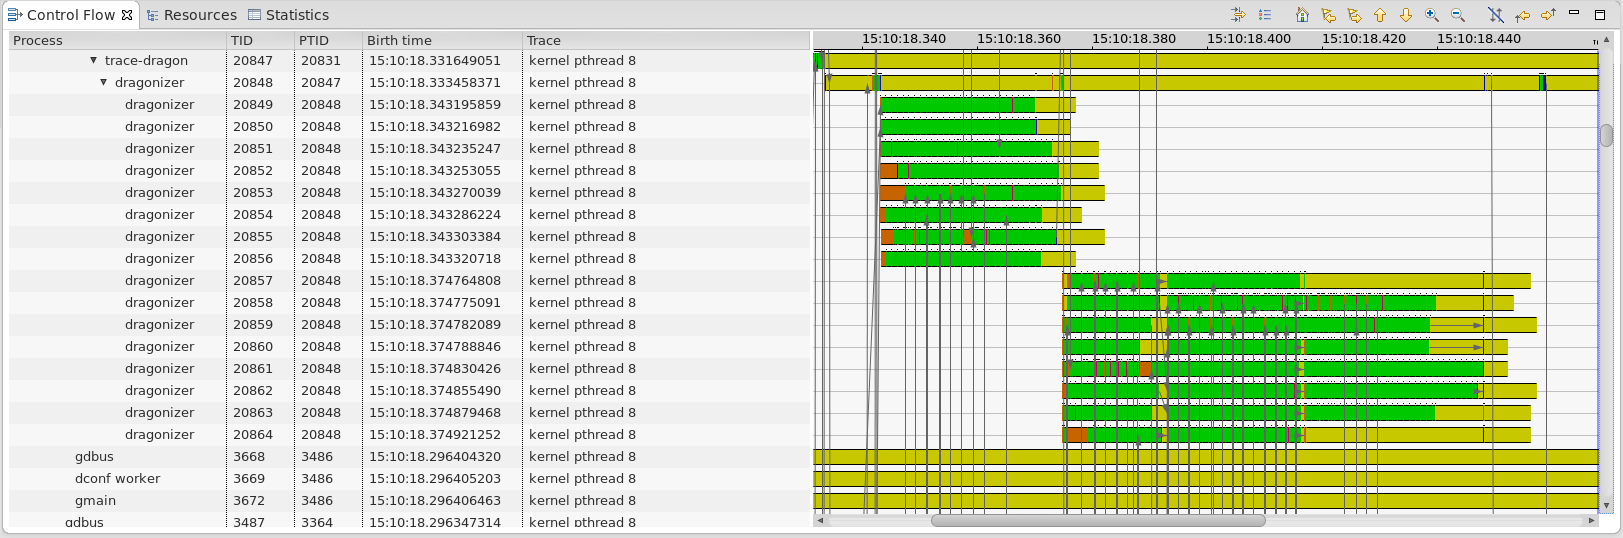 Control Flow Resources Statistics
Process TID PTID Birth time Trace 15:10:18.340 15:10:18.360 15:10:18.380 15:10:18.400 15:10:18.420 15:10:18.440
trace-dragon 20847 20831 15:10:18.331649051 kernel pthread 8
dragonizer 20848 20847 15:10:18.333458371 kernel pthread 8
dragonizer 20849 20848 15:10:18.343195859 kernel pthread 8
dragonizer 20850 20848 15:10:18.343216982 kernel pthread 8
dragonizer 20851 20848 15:10:18.343235247 kernel pthread 8
dragonizer 20852 20848 15:10:18.343253055 kernel pthread 8
dragonizer 20853 20848 15:10:18.343270039 kernel pthread 8
dragonizer 20854 20848 15:10:18.343286224 kernel pthread 8
dragonizer 20855 20848 15:10:18.343303384 kernel pthread 8
dragonizer 20856 20848 15:10:18.343320718 kernel pthread 8
dragonizer 20857 20848 15:10:18.374764808 kernel pthread 8
dragonizer 20858 20848 15:10:18.374775091 kernel pthread 8
dragonizer 20859 20848 15:10:18.374782089 kernel pthread 8
dragonizer 20860 20848 15:10:18.374788846 kernel pthread 8
dragonizer 20861 20848 15:10:18.374830426 kernel pthread 8
dragonizer 20862 20848 15:10:18.374855490 kernel pthread 8
dragonizer 20863 20848 15:10:18.374879468 kernel pthread 8
dragonizer 20864 20848 15:10:18.374921252 kernel pthread 8
gdbus 3668 3486 15:10:18.296404320 kernel pthread 8
dconf worker 3669 3486 15:10:18.296405203 kernel pthread 8
gmain 3672 3486 15:10:18.296406463 kernel pthread 8
gdbus 3487 3364 15:10:18.296347314 kernel pthread 8